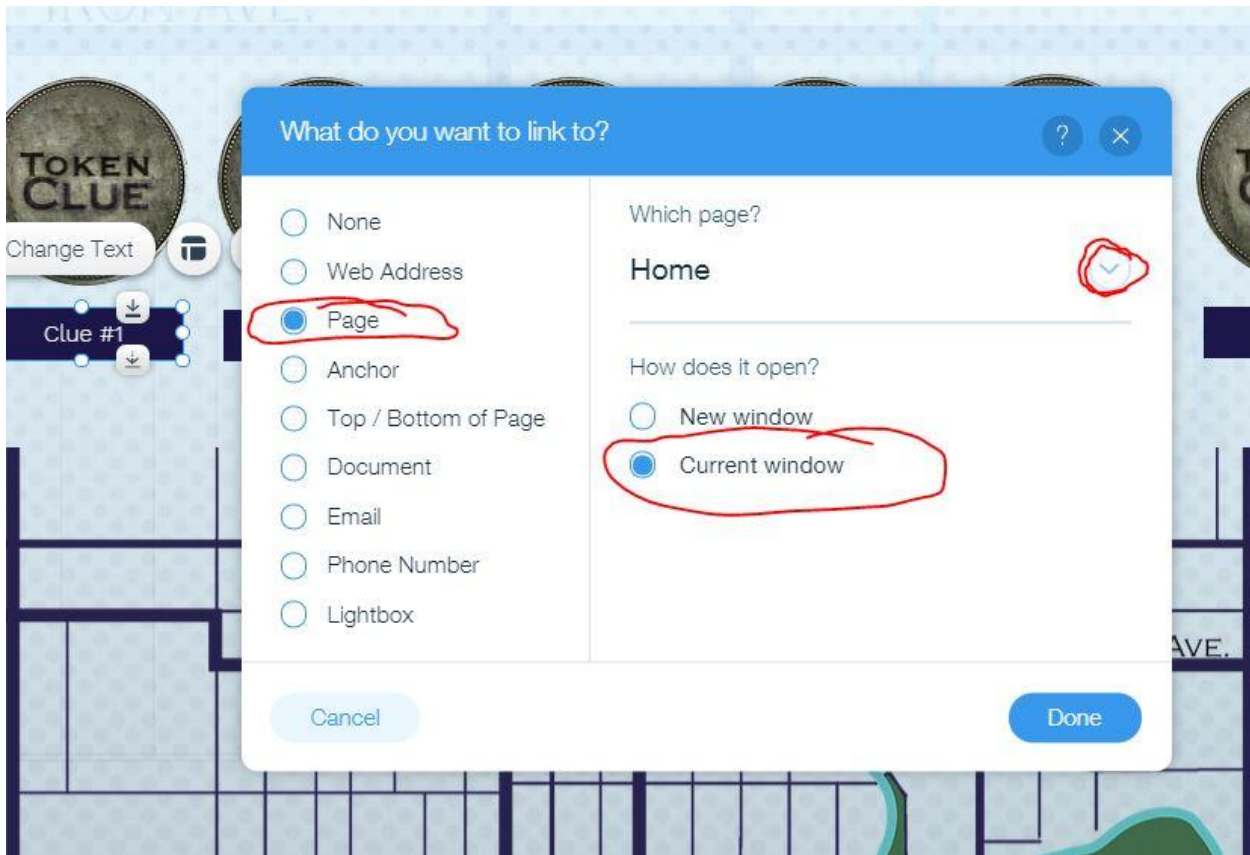 IRON AVE.
TOKEN
CLUE
Change Text
Clue #1
What do you want to link to?
?
None
Web Address
Page
Anchor
Top / Bottom of Page
Document
Email
Phone Number
Lightbox
Which page?
Home
How does it open?
New window
Current window
Cancel
Done
AVE.